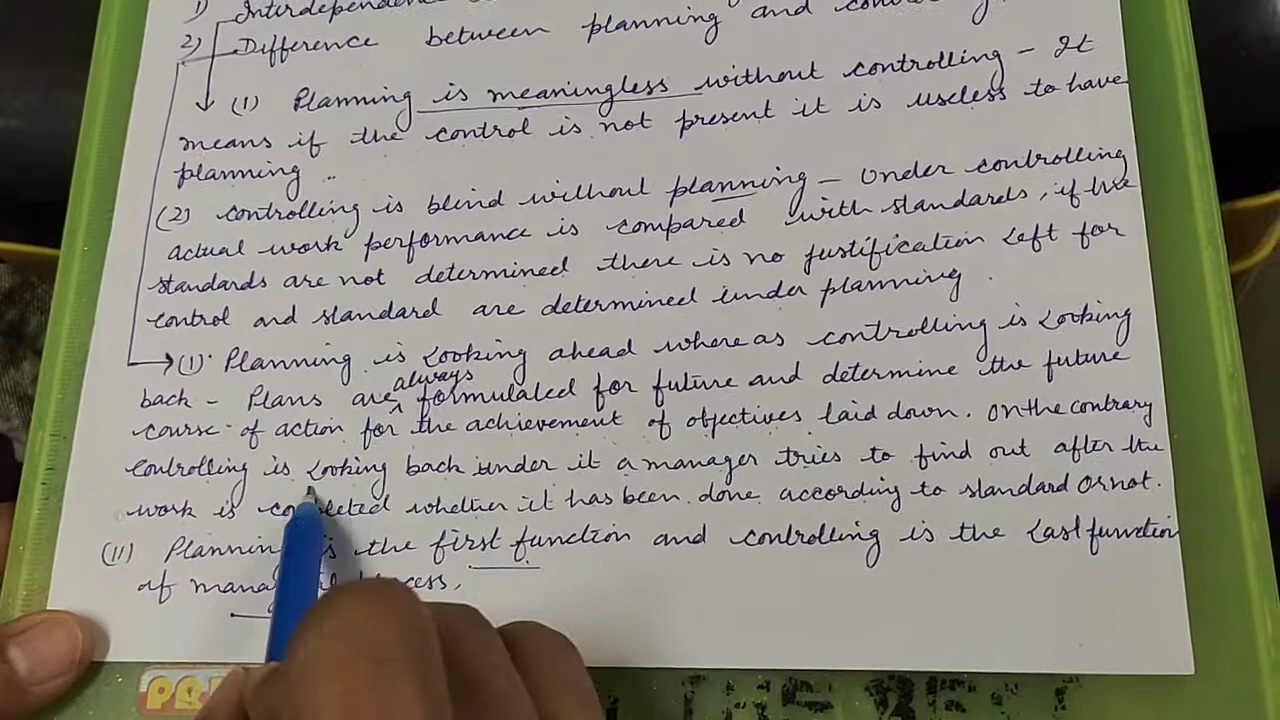 1) Interdependence
2) Difference between planning and
(1) Planning is meaningless without controlling - It
means if the control is not present it is useless to have
planning ..
(2) controlling is blind without planning - Under controlling
actual work performance is compared with standards, if the
standards are not determined there is no justification left for
control and standard are determined under planning.
(1). Planning is Looking ahead where as controlling is Looking
back - Plans are always formulated for future and determine the future
course of action for the achievement of objectives laid down. On the contrary
controlling is Looking back under it a manager tries to find out after the
work is completed whether it has been done according to standard or not.
(11) Planning is the first function and controlling is the Last function
of
THE BEST